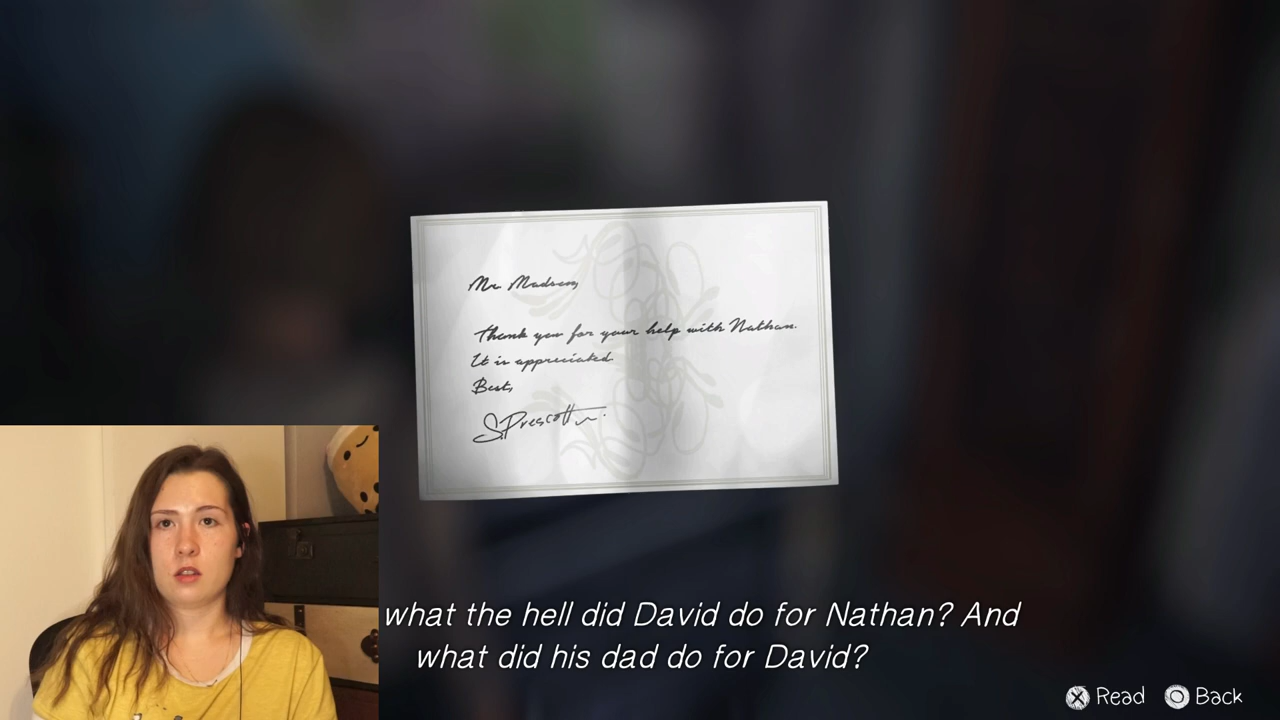 Mr. Madsen,
Thank you for your help with Nathan.
It is appreciated.
Best,
S.Prescott
what the hell did David do for Nathan? And
what did his dad do for David?
Read Back